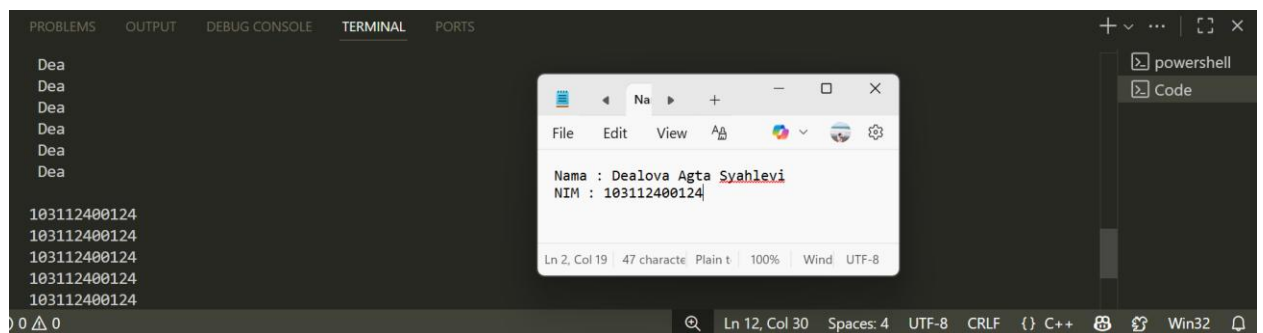 PROBLEMS OUTPUT DEBUG CONSOLE TERMINAL PORTS
Dea
Dea
Dea
Dea
Dea
Dea
103112400124
103112400124
103112400124
103112400124
103112400124
powershell
Code
Na
File Edit View
Nama : Dealova Agta Syahlevi
NIM : 103112400124
Ln 2, Col 19 47 characte Plain t 100% Wind UTF-8
0 0 Ln 12, Col 30 Spaces: 4 UTF-8 CRLF {} C++ Win32